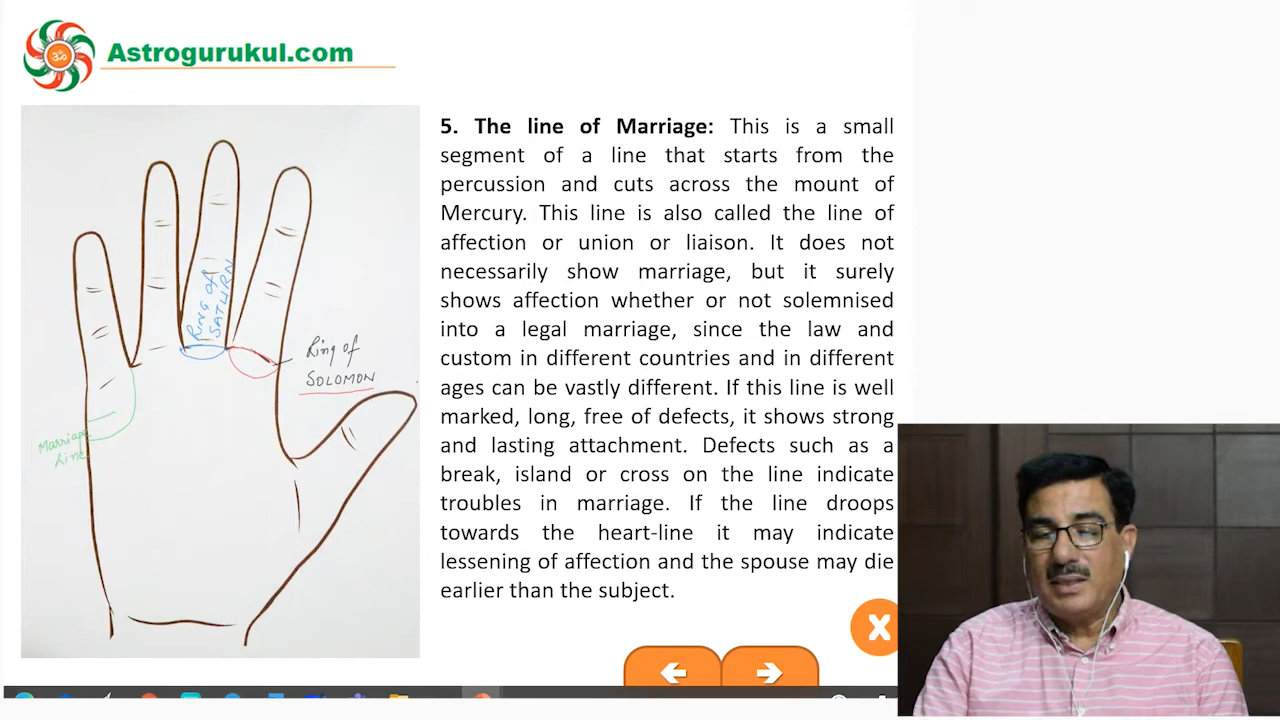 Astrogurukul.com
5. The line of Marriage: This is a small
segment of a line that starts from the
percussion and cuts across the mount of
Mercury. This line is also called the line of
affection or union or liaison. It does not
necessarily show marriage, but it surely
shows affection whether or not solemnised
into a legal marriage, since the law and
custom in different countries and in different
ages can be vastly different. If this line is well
marked, long, free of defects, it shows strong
and lasting attachment. Defects such as a
break, island or cross on the line indicate
troubles in marriage. If the line droops
towards the heart-line it may indicate
lessening of affection and the spouse may die
earlier than the subject.
RING of
SATURN
Ring of
SOLOMON
Marriage
Line
ॐ
X